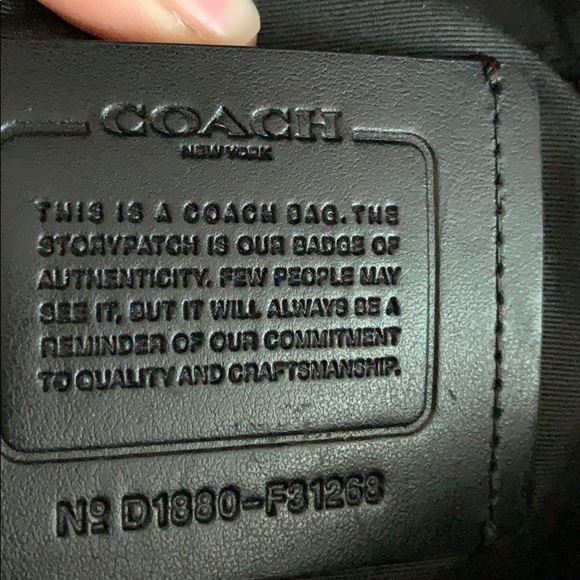 COACH
NEW YORK
THIS IS A COACH BAG. THE
STORYPATCH IS OUR BADGE OF
AUTHENTICITY. FEW PEOPLE MAY
SEE IT, BUT IT WILL ALWAYS BE A
REMINDER OF OUR COMMITMENT
TO QUALITY AND CRAFTSMANSHIP.
Nº D1880-F31268